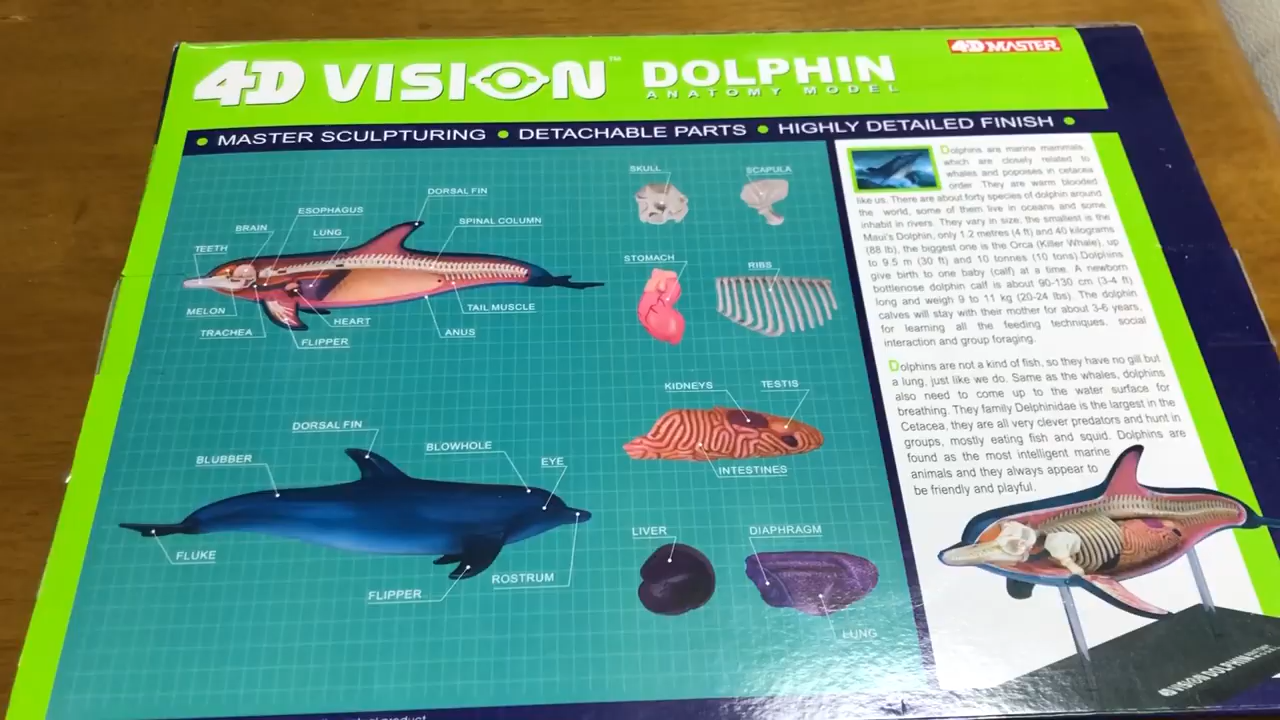 4D VISION™ DOLPHIN
ANATOMY MODEL
4D MASTER
MASTER SCULPTURING • DETACHABLE PARTS • HIGHLY DETAILED FINISH
DORSAL FIN
ESOPHAGUS
SPINAL COLUMN
BRAIN
LUNG
TEETH
MELON
TRACHEA
FLIPPER
HEART
ANUS
TAIL MUSCLE
DORSAL FIN
BLOWHOLE
BLUBBER
EYE
FLUKE
FLIPPER
ROSTRUM
SKULL
SCAPULA
STOMACH
RIBS
KIDNEYS
TESTIS
INTESTINES
LIVER
DIAPHRAGM
LUNG
Dolphins are marine mammals,
which are closely related to
whales and popoises in cetacea
order. They are warm blooded
like us. There are about forty species of dolphin around
the world, some of them live in oceans and some
inhabit in rivers. They vary in size, the smallest is the
Maui's Dolphin, only 1.2 metres (4 ft) and 40 kilograms
(88 lb), the biggest one is the Orca (Killer Whale), up
to 9.5 m (30 ft) and 10 tonnes (10 tons).Dolphins
give birth to one baby (calf) at a time. A newborn
bottlenose dolphin calf is about 90-130 cm (3-4 ft)
long and weigh 9 to 11 kg (20-24 lbs). The dolphin
calves will stay with their mother for about 3-6 years,
for learning all the feeding techniques, social
interaction and group foraging.
Dolphins are not a kind of fish, so they have no gill but
a lung, just like we do. Same as the whales, dolphins
also need to come up to the water surface for
breathing. They family Delphinidae is the largest in the
Cetacea, they are all very clever predators and hunt in
groups, mostly eating fish and squid. Dolphins are
found as the most intelligent marine
animals and they always appear to
be friendly and playful.
4D VISION DOLPHIN
product